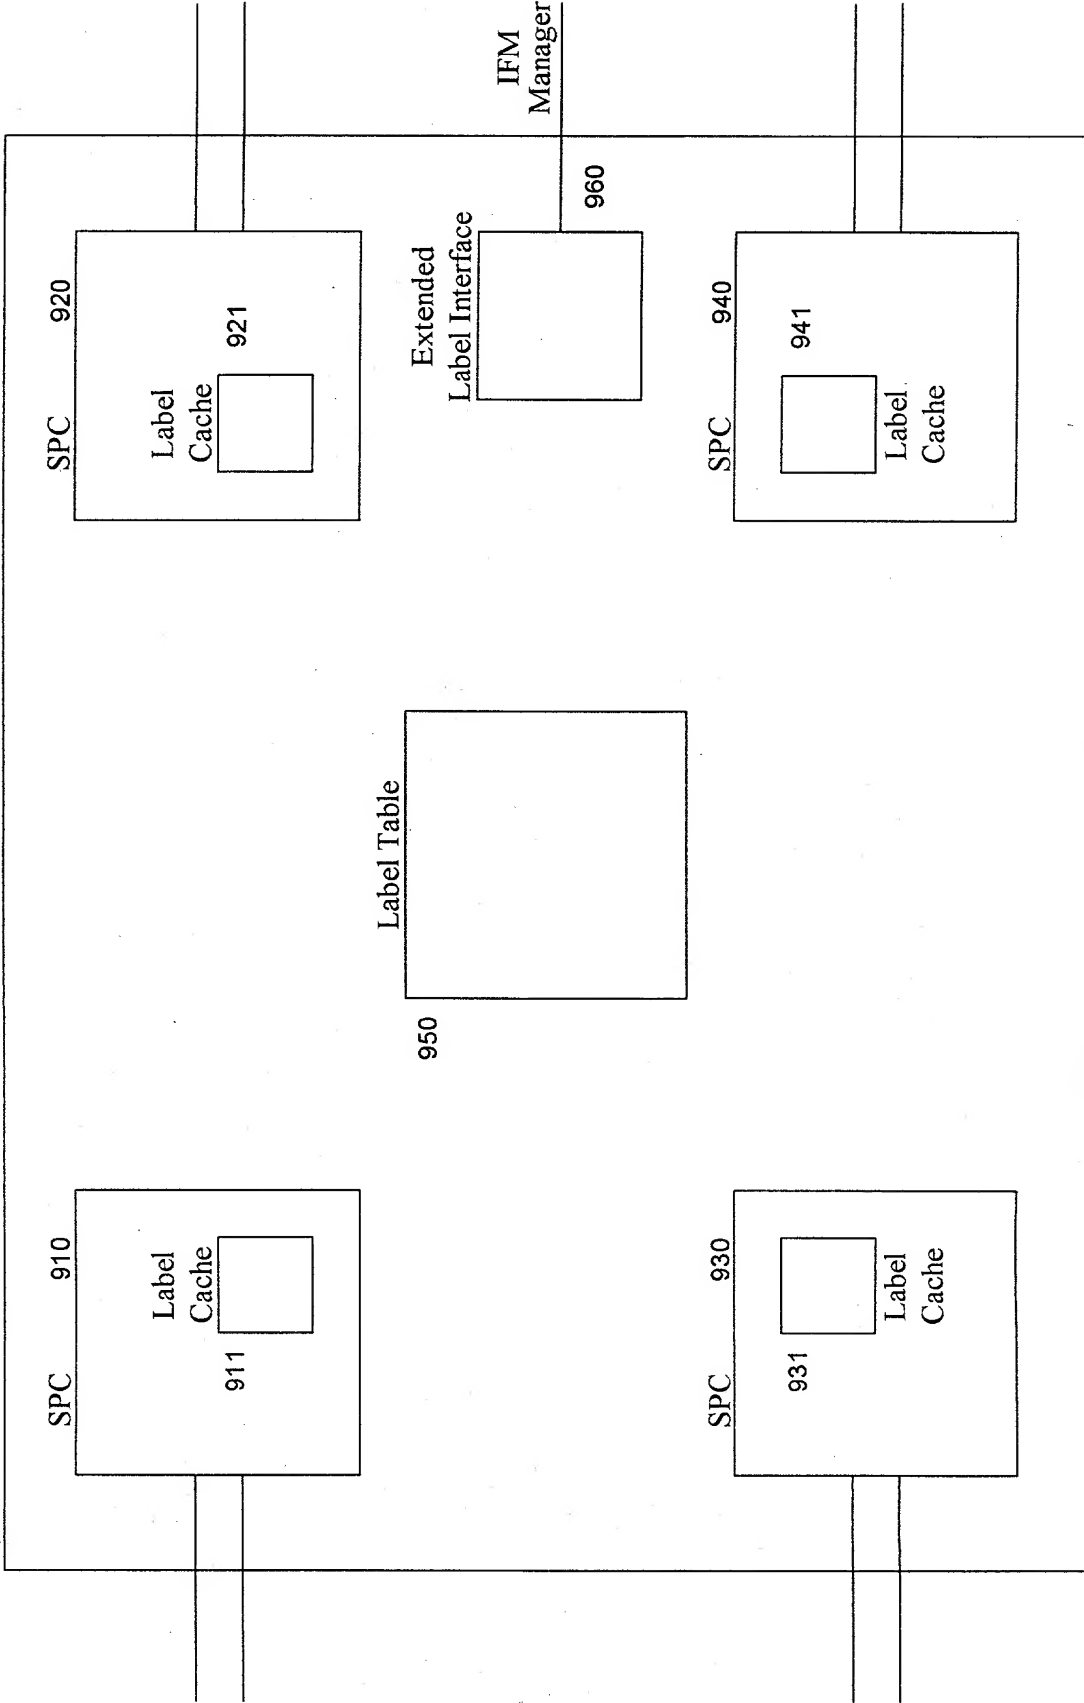 SPC 910
Label
Cache
911
SPC 920
Label
Cache
921
Label Table
950
Extended
Label Interface
960
IFM
Manager
SPC 930
931
Label
Cache
SPC 940
941
Label
Cache